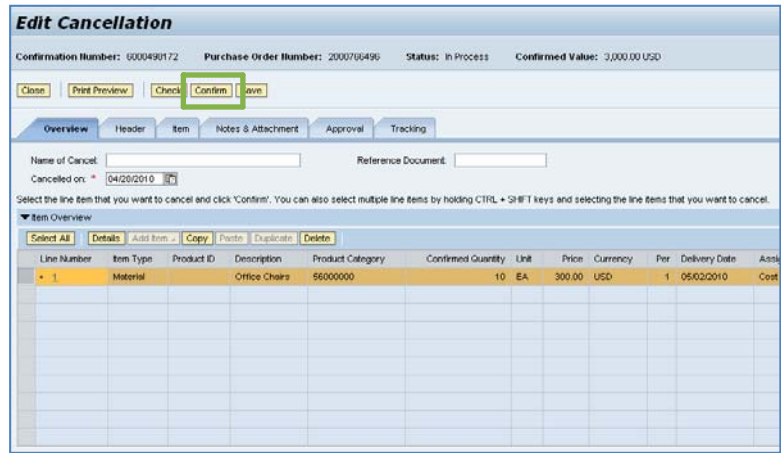 Edit Cancellation
Confirmation Number: 6000490172 Purchase Order Number: 2000766496 Status: In Process Confirmed Value: 3,000.00 USD
Close Print Preview Check Confirm Save
Overview Header Item Notes & Attachment Approval Tracking
Name of Cancel: Reference Document:
Cancelled on: * 04/28/2010
Select the line item that you want to cancel and click 'Confirm'. You can also select multiple line items by holding CTRL + SHIFT keys and selecting the line items that you want to cancel.
Item Overview
Select All Details Add Item Copy Paste Duplicate Delete
Line Number Item Type Product ID Description Product Category Confirmed Quantity Unit Price Currency Per Delivery Date Assi
• 1 Material Office Chairs 56000000 10 EA 300.00 USD 1 05/02/2010 Cost